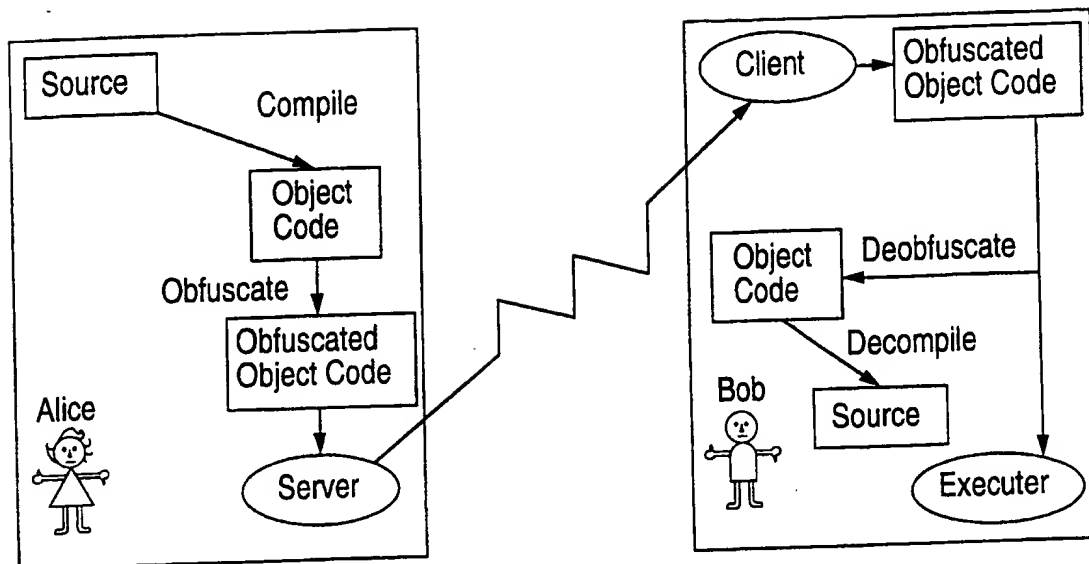 Source
Compile
Object
Code
Obfuscate
Obfuscated
Object Code
Alice
Server
Client
Obfuscated
Object Code
Object
Code
Deobfuscate
Decompile
Bob
Source
Executer